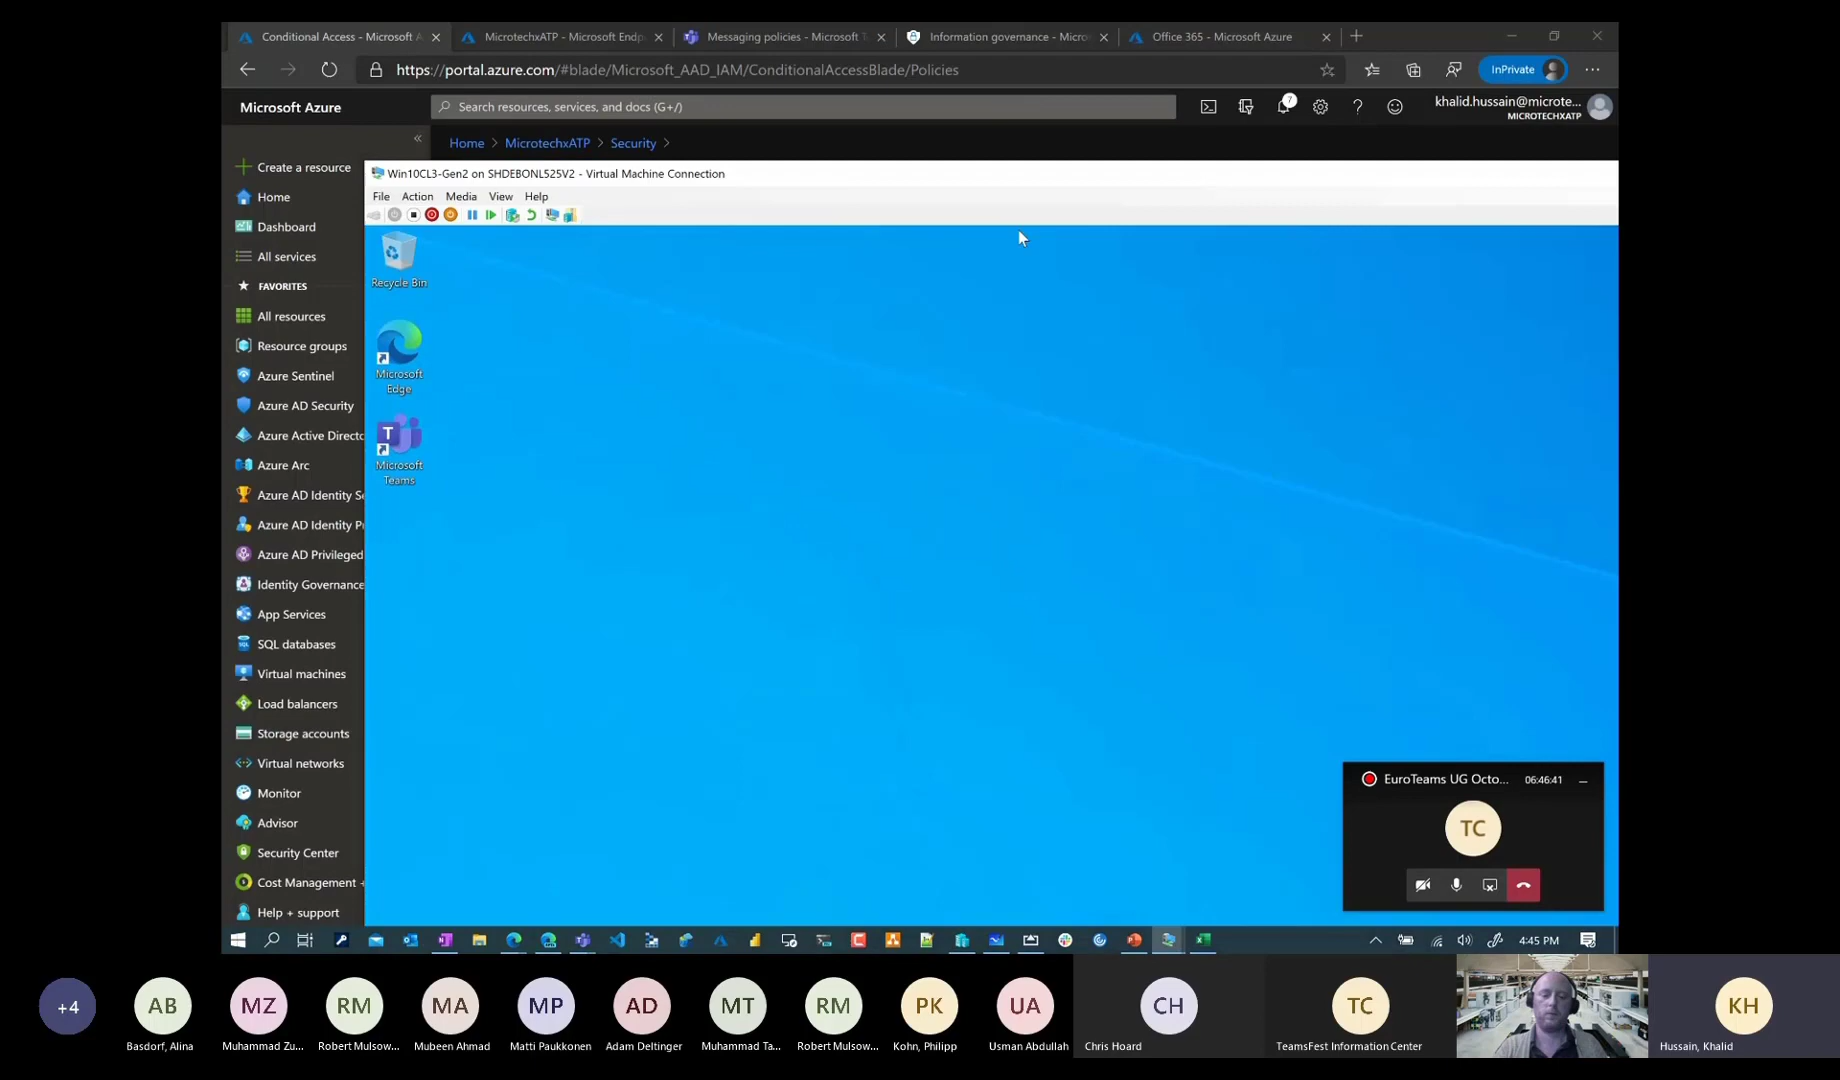 Conditional Access - Microsoft A
MicrotechxATP - Microsoft Endp
Messaging policies - Microsoft T
Information governance - Micro
Office 365 - Microsoft Azure
https://portal.azure.com/#blade/Microsoft_AAD_IAM/ConditionalAccessBlade/Policies
InPrivate
Microsoft Azure
Search resources, services, and docs (G+/)
7
khalid.hussain@microte...
MICROTECHXATP
Home > MicrotechxATP > Security >
Create a resource
Home
Dashboard
All services
FAVORITES
All resources
Resource groups
Azure Sentinel
Azure AD Security
Azure Active Directo
Azure Arc
Azure AD Identity Se
Azure AD Identity Pr
Azure AD Privileged
Identity Governance
App Services
SQL databases
Virtual machines
Load balancers
Storage accounts
Virtual networks
Monitor
Advisor
Security Center
Cost Management +
Help + support
Win10CL3-Gen2 on SHDEBONL525V2 - Virtual Machine Connection
File Action Media View Help
Recycle Bin
Microsoft
Edge
T
Microsoft
Teams
EuroTeams UG Octo... 06:46:41
TC
4:45 PM
+4
AB
Basdorf, Alina
MZ
Muhammad Zu...
RM
Robert Mulsow...
MA
Mubeen Ahmad
MP
Matti Paukkonen
AD
Adam Deltinger
MT
Muhammad Ta...
RM
Robert Mulsow...
PK
Kohn, Philipp
UA
Usman Abdullah
CH
Chris Hoard
TC
TeamsFest Information Center
KH
Hussain, Khalid